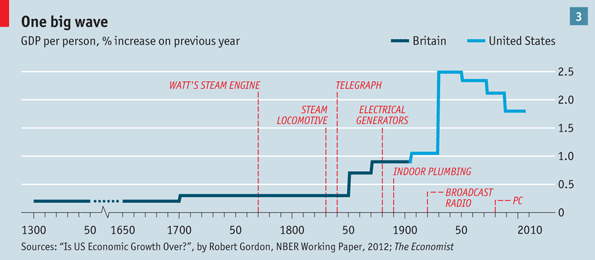 One big wave
3
GDP per person, % increase on previous year
Britain
United States
WATT'S STEAM ENGINE
TELEGRAPH
STEAM
LOCOMOTIVE
ELECTRICAL
GENERATORS
INDOOR PLUMBING
BROADCAST
RADIO
PC
2.5
2.0
1.5
1.0
0.5
0
1300 50 1650 1700 50 1800 50 1900 50 2010
Sources: "Is US Economic Growth Over?", by Robert Gordon, NBER Working Paper, 2012; The Economist